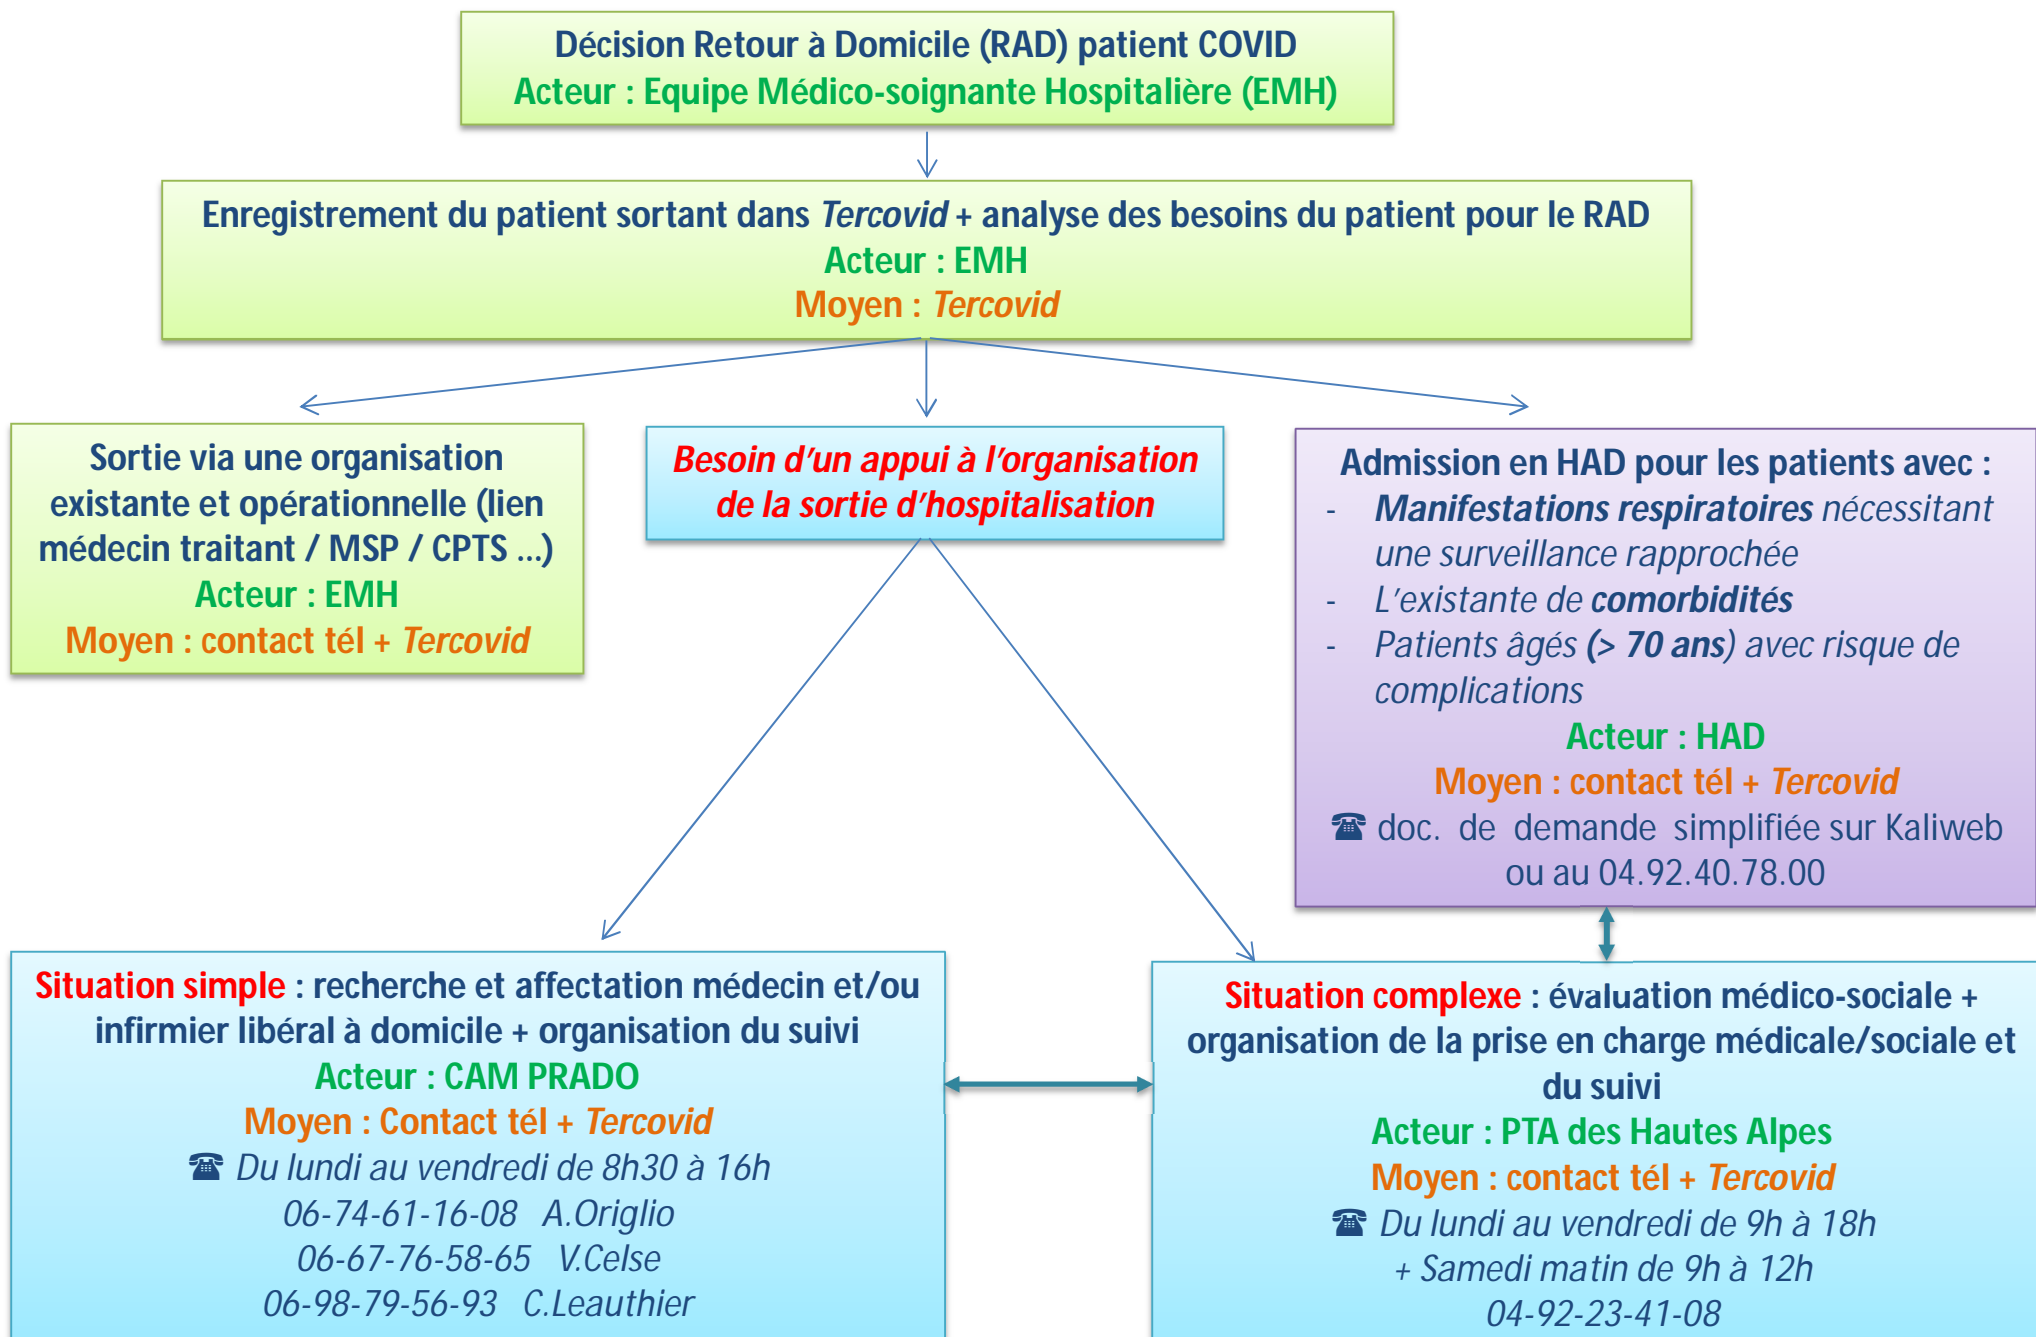 Décision Retour à Domicile (RAD) patient COVID
Acteur : Equipe Médico-soignante Hospitalière (EMH)
Enregistrement du patient sortant dans Tercovid + analyse des besoins du patient pour le RAD
Acteur : EMH
Moyen : Tercovid
Sortie via une organisation
existante et opérationnelle (lien
médecin traitant / MSP / CPTS ...)
Acteur : EMH
Moyen : contact tél + Tercovid
Besoin d'un appui à l'organisation
de la sortie d'hospitalisation
Admission en HAD pour les patients avec :
- Manifestations respiratoires nécessitant
une surveillance rapprochée
- L'existante de comorbidités
- Patients âgés (> 70 ans) avec risque de
complications
Acteur : HAD
Moyen : contact tél + Tercovid
☎ doc. de demande simplifiée sur Kaliweb
ou au 04.92.40.78.00
Situation simple : recherche et affectation médecin et/ou
infirmier libéral à domicile + organisation du suivi
Acteur : CAM PRADO
Moyen : Contact tél + Tercovid
☎ Du lundi au vendredi de 8h30 à 16h
06-74-61-16-08 A.Origlio
06-67-76-58-65 V.Celse
06-98-79-56-93 C.Leauthier
Situation complexe : évaluation médico-sociale +
organisation de la prise en charge médicale/sociale et
du suivi
Acteur : PTA des Hautes Alpes
Moyen : contact tél + Tercovid
☎ Du lundi au vendredi de 9h à 18h
+ Samedi matin de 9h à 12h
04-92-23-41-08